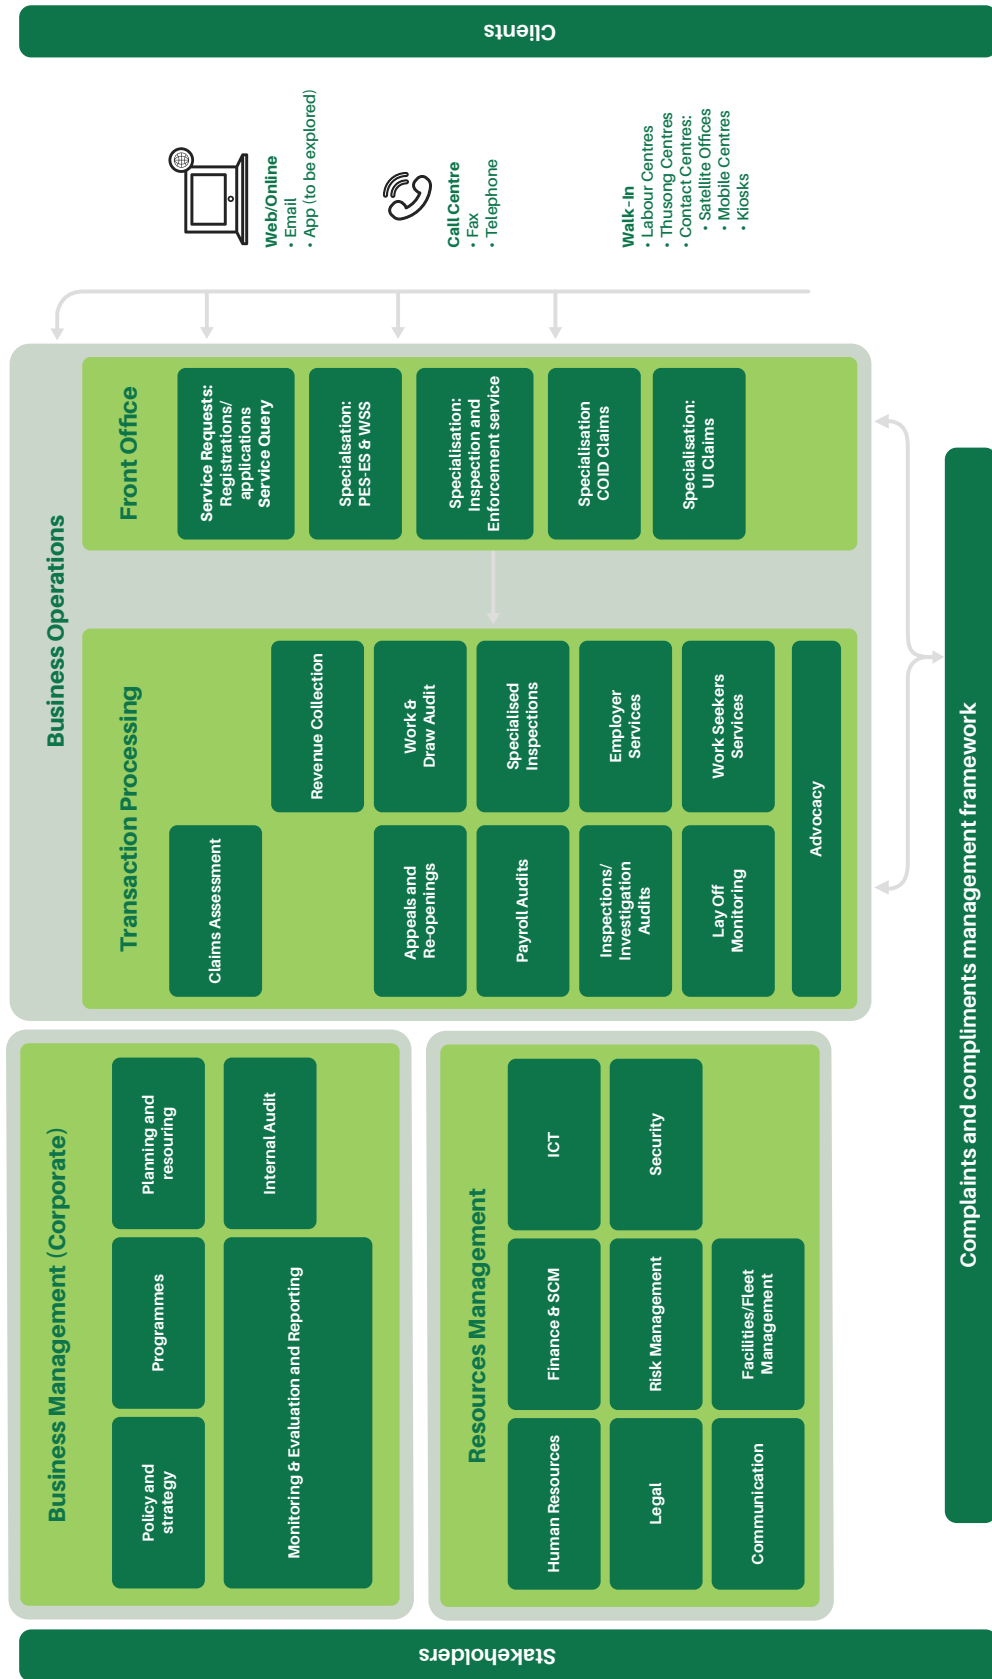 Stakeholders
Business Management (Corporate)
Policy and
strategy
Programmes
Planning and
resouring
Monitoring & Evaluation and Reporting
Internal Audit
Resources Management
Human Resources
Finance & SCM
ICT
Legal
Risk Management
Security
Communication
Facilities/Fleet
Management
Business Operations
Transaction Processing
Claims Assessment
Revenue Collection
Appeals and
Re-openings
Work &
Draw Audit
Payroll Audits
Specialised
Inspections
Inspections/
Investigation
Audits
Employer
Services
Lay Off
Monitoring
Work Seekers
Services
Advocacy
Front Office
Service Requests:
Registrations/
applications
Service Query
Specialsation:
PES-ES & WSS
Specialisation:
Inspection and
Enforcement service
Specialisation
COID Claims
Specialisation:
UI Claims
Web/Online
• Email
• App (to be explored)
Call Centre
• Fax
• Telephone
Walk-In
• Labour Centres
• Thusong Centres
• Contact Centres:
• Satellite Offices
• Mobile Centres
• Kiosks
Clients
Complaints and compliments management framework